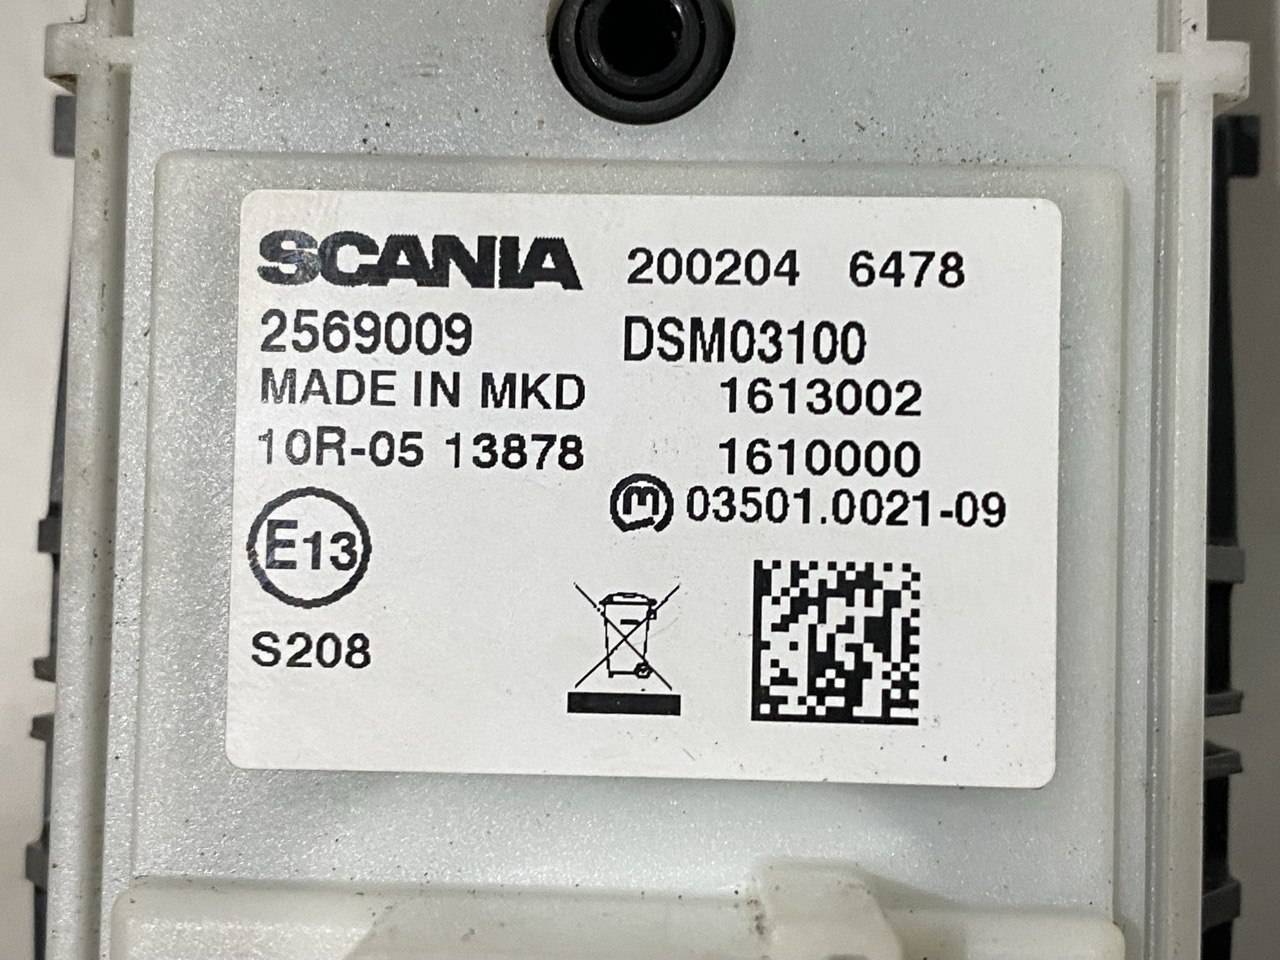 SCANIA 200204 6478
2569009 DSM03100
MADE IN MKD 1613002
10R-05 13878 1610000
m 03501.0021-09
E13
S208